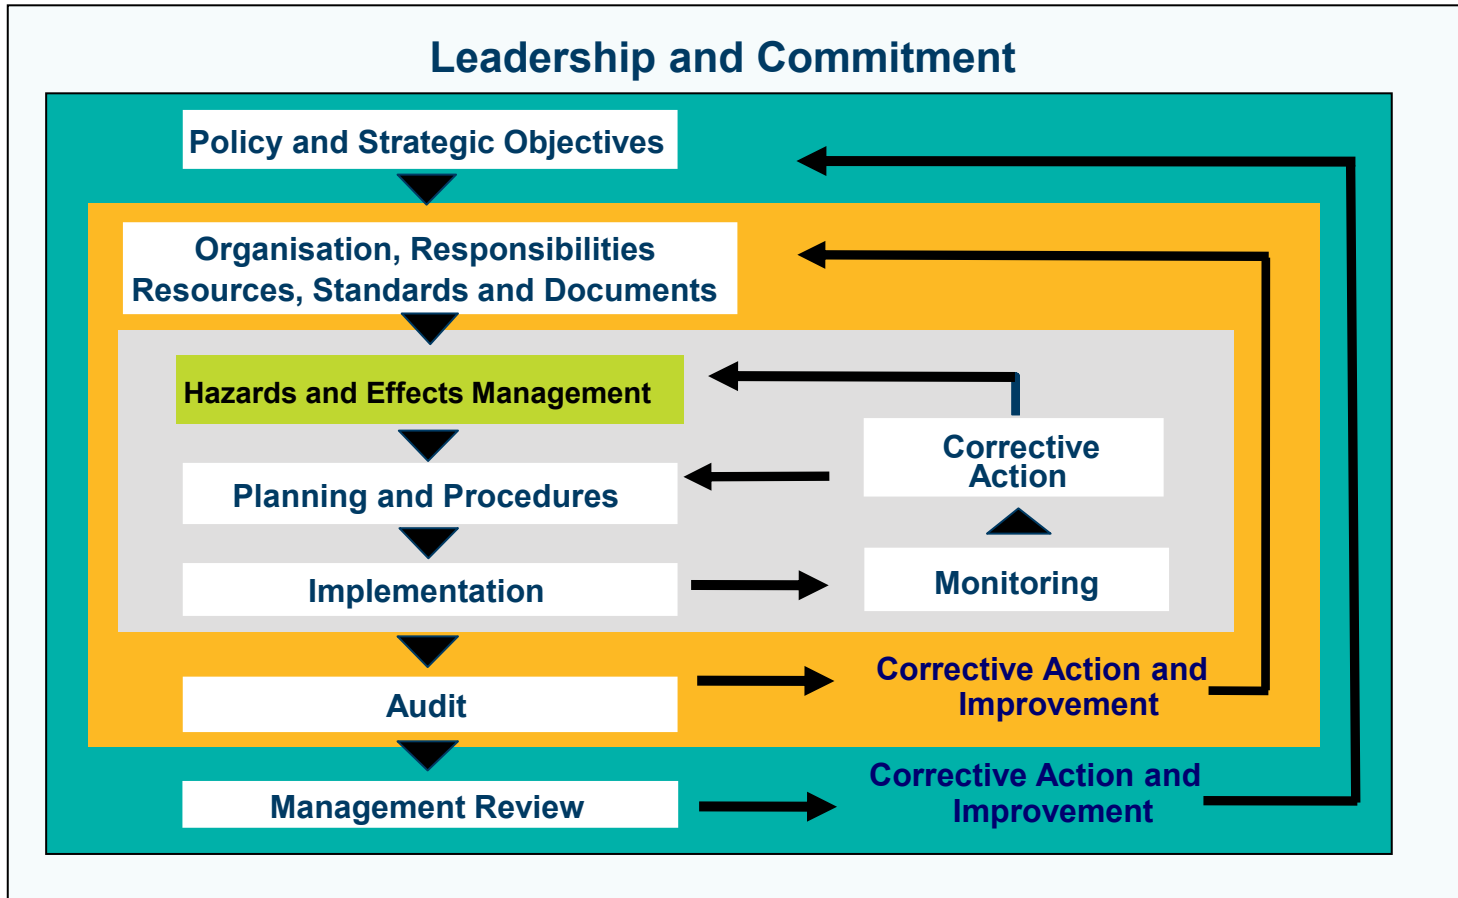 Leadership and Commitment
Policy and Strategic Objectives
Organisation, Responsibilities
Resources, Standards and Documents
Hazards and Effects Management
Corrective
Action
Planning and Procedures
Implementation
Monitoring
Audit
Corrective Action and
Improvement
Management Review
Corrective Action and
Improvement